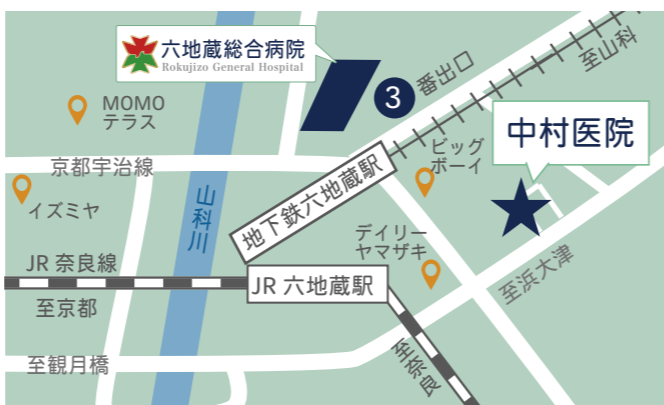 六地蔵総合病院
Rokujizo General Hospital
3
番出口
至山科
MOMO
テラス
中村医院
ビッグ
ボーイ
京都宇治線
イズミヤ
山科川
地下鉄六地蔵駅
デイリー
ヤマザキ
JR 奈良線
JR 六地蔵駅
至浜大津
至京都
至観月橋
至奈良